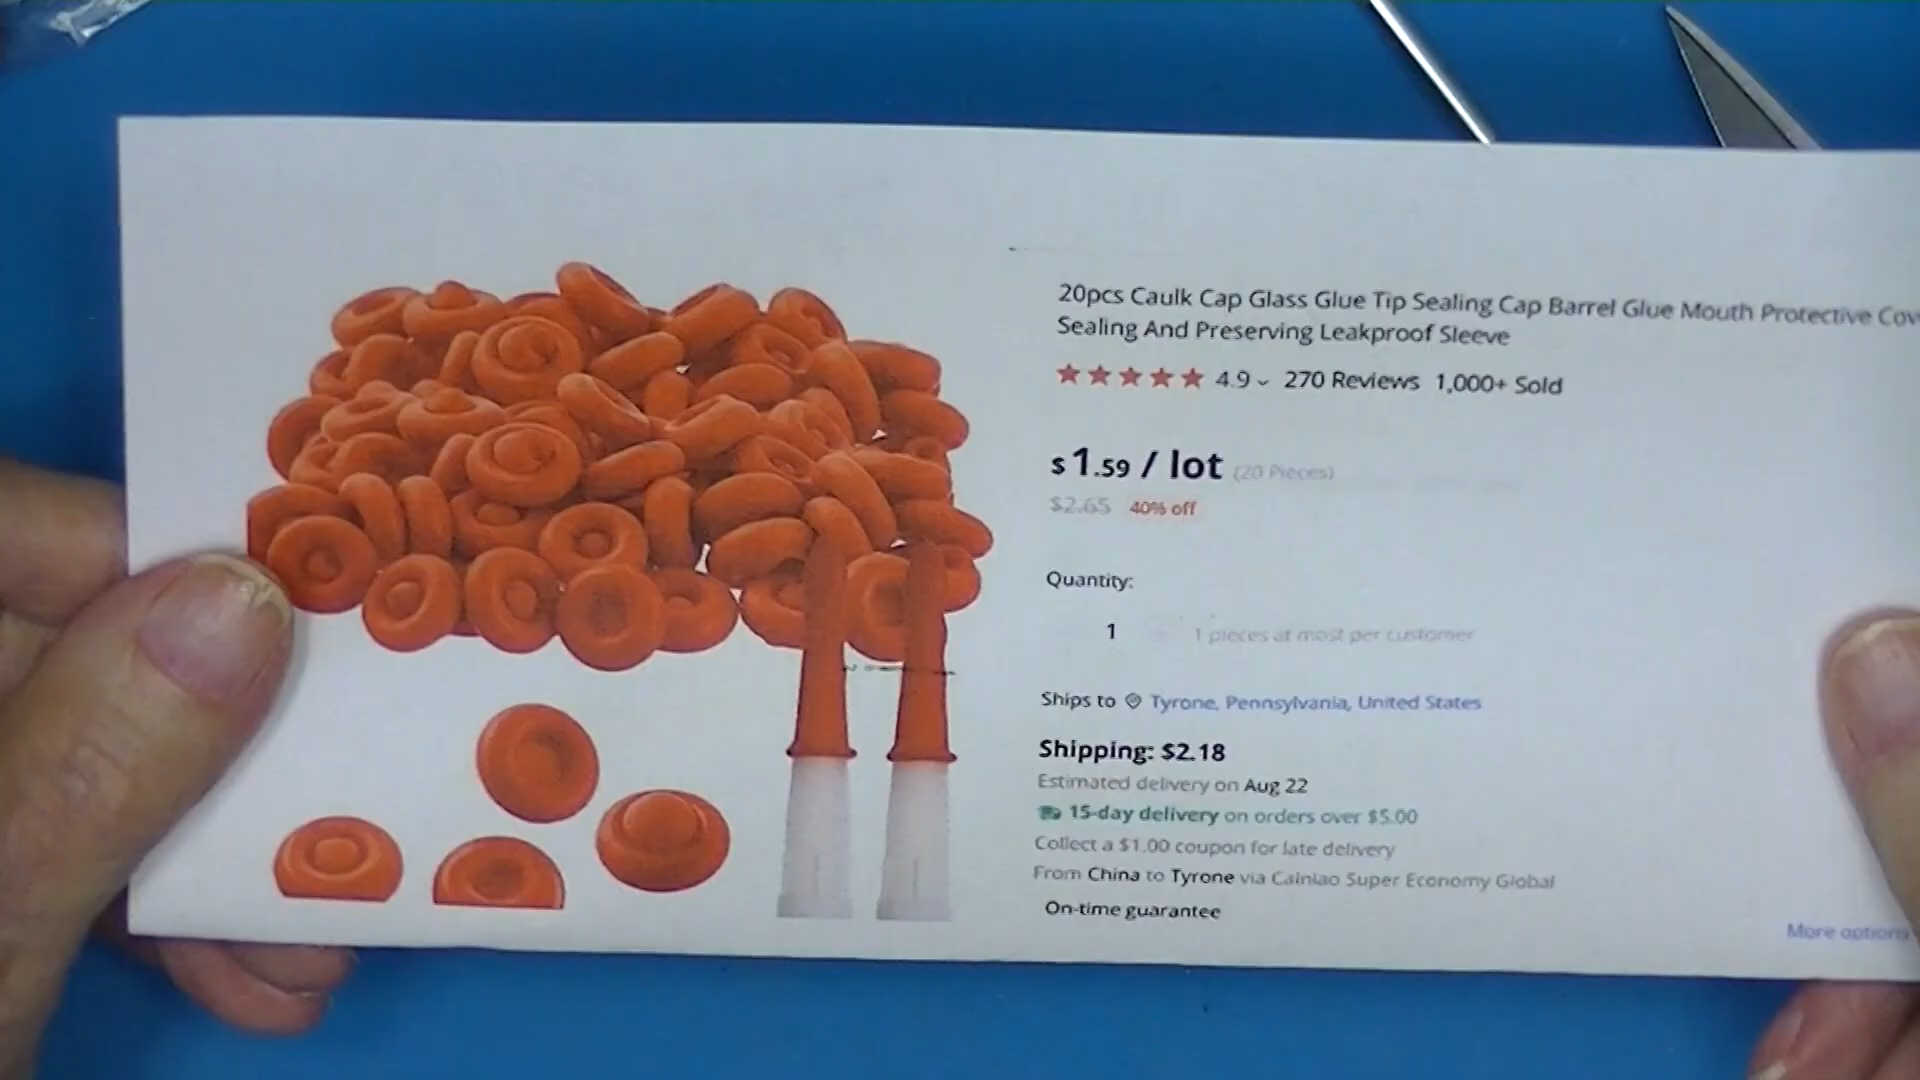 20pcs Caulk Cap Glass Glue Tip Sealing Cap Barrel Glue Mouth Protective Cov
Sealing And Preserving Leakproof Sleeve
4.9 270 Reviews 1,000+ Sold
$1.59 / lot (20 Pieces)
$2.65 40% off
Quantity:
1 1 pieces at most per customer
Ships to Tyrone, Pennsylvania, United States
Shipping: $2.18
Estimated delivery on Aug 22
15-day delivery on orders over $5.00
Collect a $1.00 coupon for late delivery
From China to Tyrone via Cainiao Super Economy Global
On-time guarantee
More options